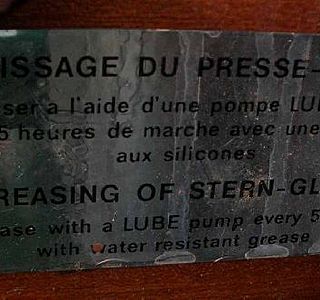 ISSAGE DU PRESSE-
ser a l'aide d'une pompe LU
5 heures de marche avec une
aux silicones
REASING OF STERN-GL
ase with a LUBE pump every 5
with water resistant grease